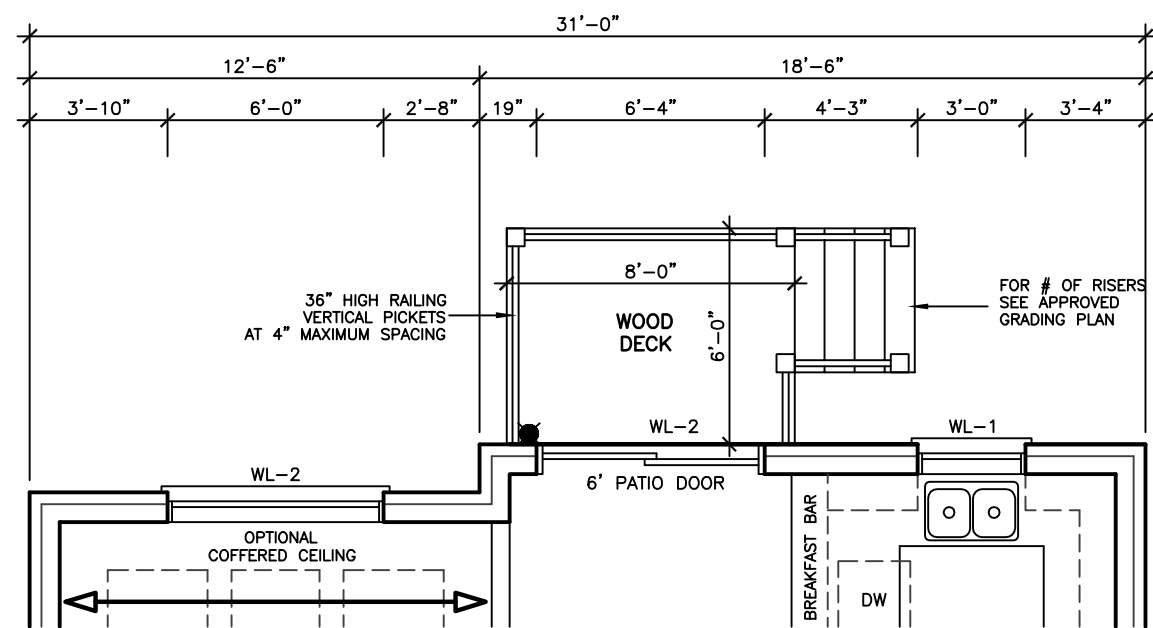 31'-0"
12'-6"
18'-6"
3'-10"
6'-0"
2'-8"
19"
6'-4"
4'-3"
3'-0"
3'-4"
8'-0"
6'-0"
36" HIGH RAILING
VERTICAL PICKETS
AT 4" MAXIMUM SPACING
WOOD
DECK
FOR # OF RISERS
SEE APPROVED
GRADING PLAN
WL-2
WL-1
WL-2
6' PATIO DOOR
OPTIONAL
COFFERED CEILING
BREAKFAST BAR
DW